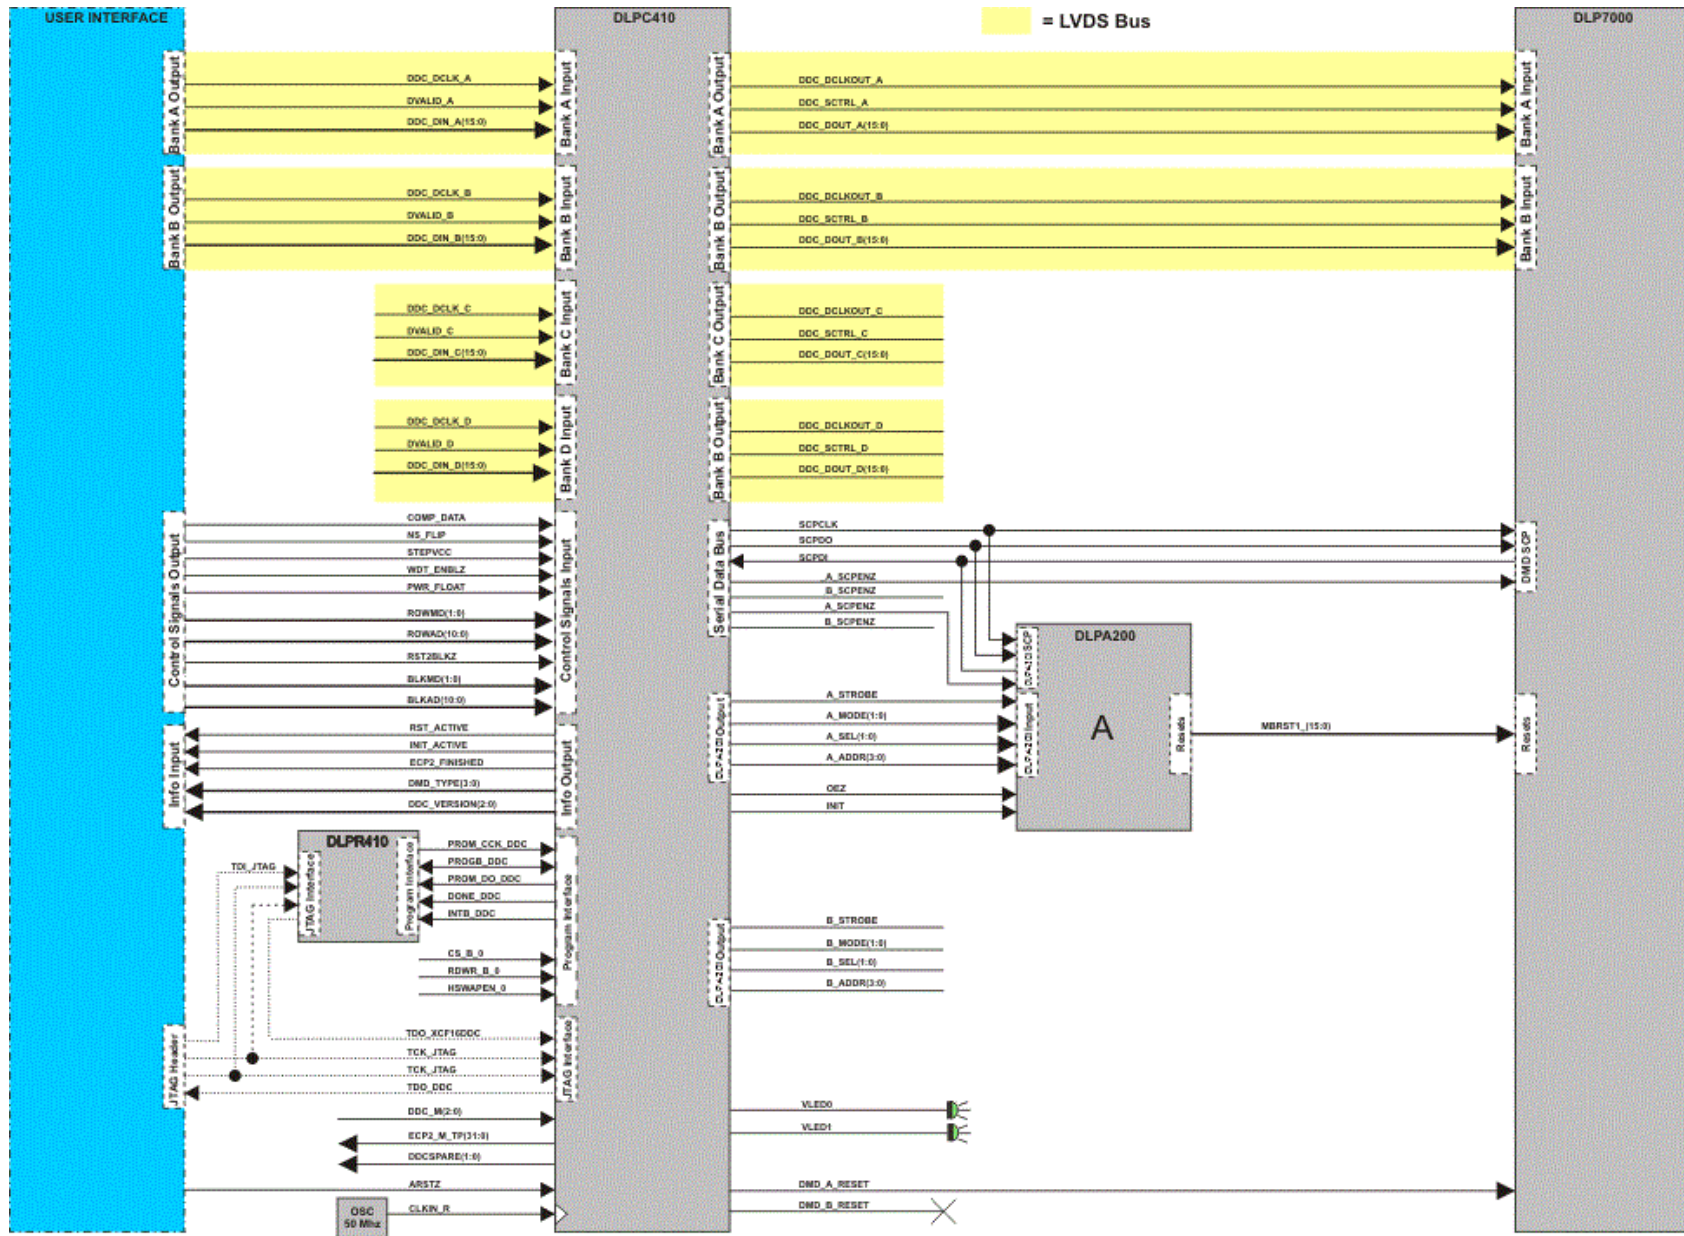 USER INTERFACE
DLPC410
= LVDS Bus
DLP7000
Bank A Output
DDC_DCLK_A
DVALID_A
DDC_DIN_A(15:0)
Bank A Input
Bank A Output
DDC_DCLKOUT_A
DDC_SCTRL_A
DDC_DOUT_A(15:0)
Bank A Input
Bank B Output
DDC_DCLK_B
DVALID_B
DDC_DIN_B(15:0)
Bank B Input
Bank B Output
DDC_DCLKOUT_B
DDC_SCTRL_B
DDC_DOUT_B(15:0)
Bank B Input
DDC_DCLK_C
DVALID_C
DDC_DIN_C(15:0)
Bank C Input
Bank C Output
DDC_DCLKOUT_C
DDC_SCTRL_C
DDC_DOUT_C(15:0)
DDC_DCLK_D
DVALID_D
DDC_DIN_D(15:0)
Bank D Input
Bank B Output
DDC_DCLKOUT_D
DDC_SCTRL_D
DDC_DOUT_D(15:0)
Control Signals Output
COMP_DATA
NS_FLIP
STEPVCC
WDT_ENBLZ
PWR_FLOAT
ROWMD(1:0)
ROWAD(10:0)
RST2BLKZ
BLKMD(1:0)
BLKAD(10:0)
Control Signals Input
Serial Data Bus
SCPCLK
SCPDO
SCPDI
A_SCPENZ
B_SCPENZ
A_SCPENZ
B_SCPENZ
DMD SCP
DLPA200
DLPA200 SCP
A
DLPA200 Output
A_STROBE
A_MODE(1:0)
A_SEL(1:0)
A_ADDR(3:0)
OEZ
INIT
DLPA200 Input
Resets
MBRST1_(15:0)
Resets
Info Input
RST_ACTIVE
INIT_ACTIVE
ECP2_FINISHED
DMD_TYPE(3:0)
DDC_VERSION(2:0)
Info Output
DLPR410
TDI_JTAG
JTAG Interface
Program Interface
PROM_CCK_DDC
PROGB_DDC
PROM_DO_DDC
DONE_DDC
INTB_DDC
CS_B_0
RDWR_B_0
HSWAPEN_0
Program Interface
DLPA200 Output
B_STROBE
B_MODE(1:0)
B_SEL(1:0)
B_ADDR(3:0)
JTAG Header
TDO_XCF16DDC
TCK_JTAG
TCK_JTAG
TDO_DDC
JTAG Interface
DDC_M(2:0)
ECP2_M_TP(31:0)
DDCSPARE(1:0)
ARSTZ
OSC
50 Mhz
CLKIN_R
VLED0
VLED1
DMD_A_RESET
DMD_B_RESET